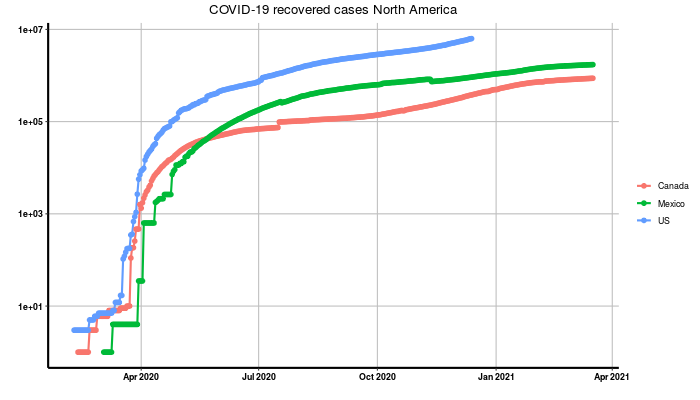 COVID-19 recovered cases North America
1e+07
1e+05
1e+03
1e+01
Apr 2020
Jul 2020
Oct 2020
Jan 2021
Apr 2021
Canada
Mexico
US